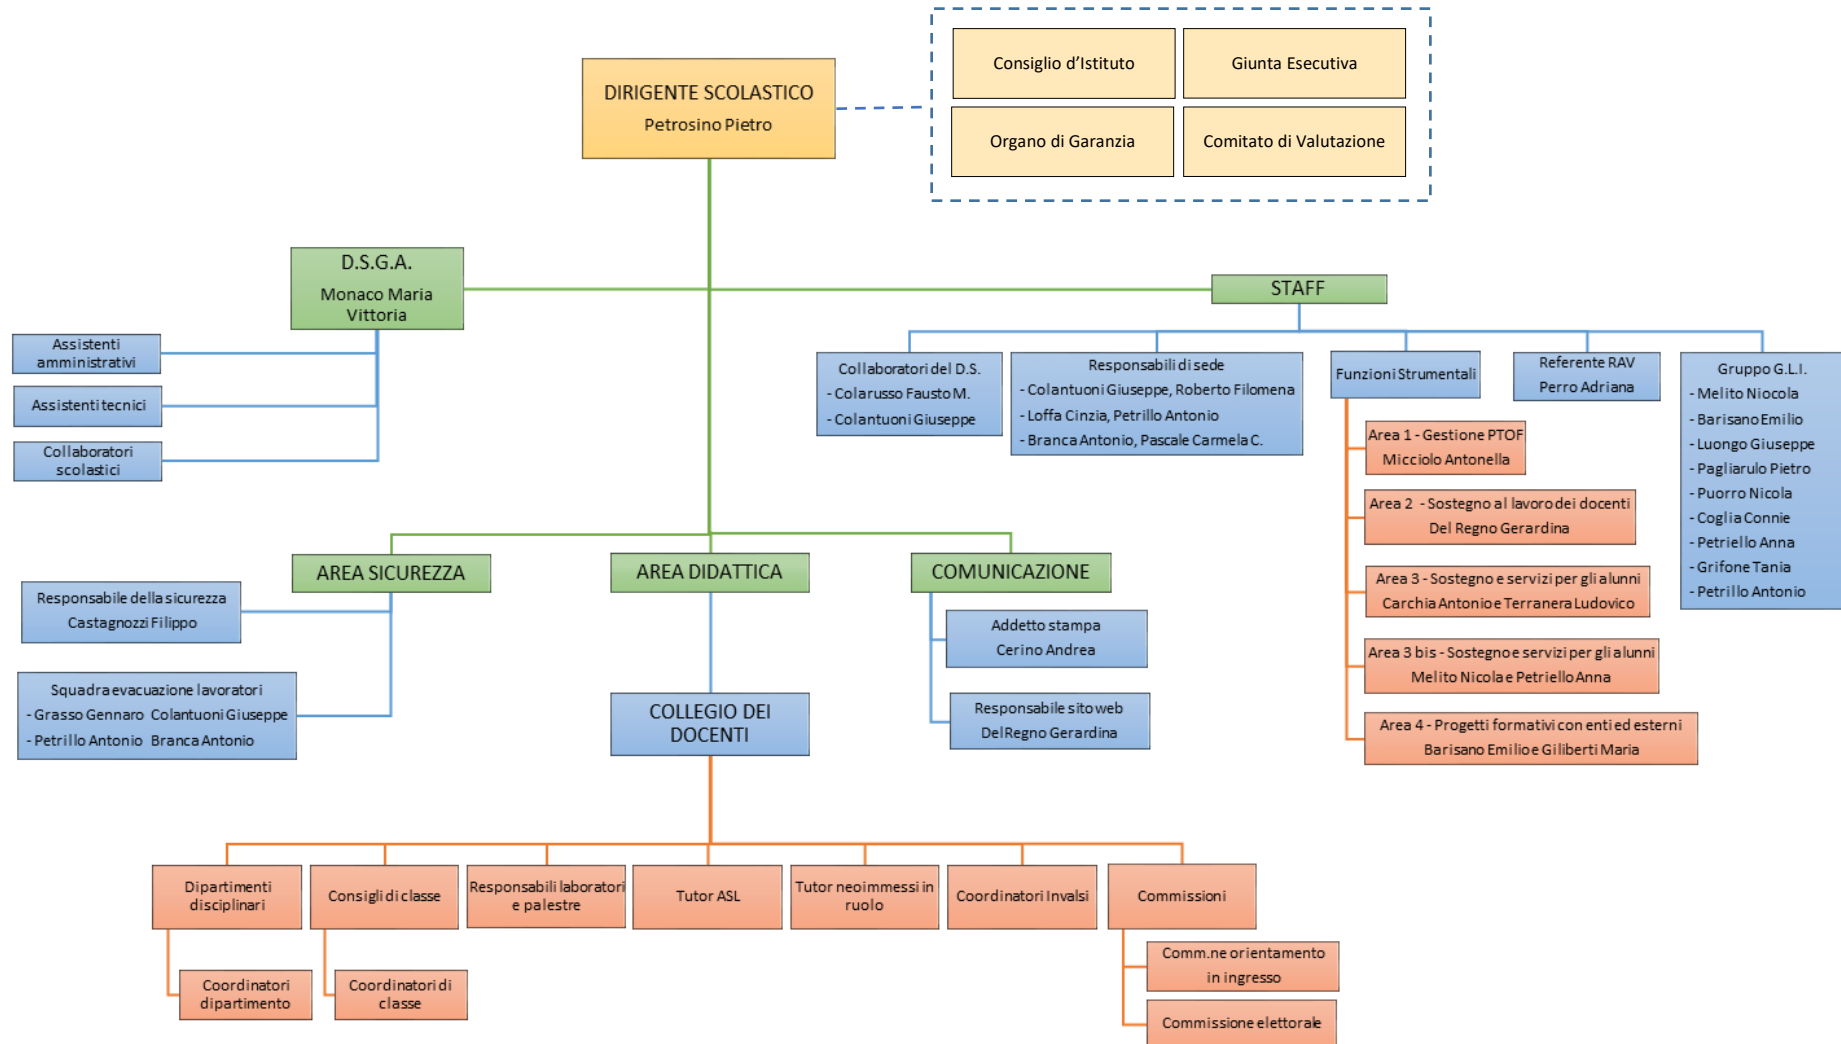 DIRIGENTE SCOLASTICO
Petrosino Pietro
Consiglio d'Istituto
Giunta Esecutiva
Organo di Garanzia
Comitato di Valutazione
D.S.G.A.
Monaco Maria
Vittoria
Assistenti
amministrativi
Assistenti tecnici
Collaboratori
scolastici
STAFF
Collaboratori del D.S.
- Colarusso Fausto M.
- Colantuoni Giuseppe
Responsabili di sede
- Colantuoni Giuseppe, Roberto Filomena
- Loffa Cinzia, Petrillo Antonio
- Branca Antonio, Pascale Carmela C.
Funzioni Strumentali
Area 1 - Gestione PTOF
Micciolo Antonella
Area 2 - Sostegno al lavoro dei docenti
Del Regno Gerardina
Area 3 - Sostegno e servizi per gli alunni
Carchia Antonio e Terranera Ludovico
Area 3 bis - Sostegno e servizi per gli alunni
Melito Nicola e Petriello Anna
Area 4 - Progetti formativi con enti ed esterni
Barisano Emilio e Giliberti Maria
Referente RAV
Perro Adriana
Gruppo G.L.I.
- Melito Niocola
- Barisano Emilio
- Luongo Giuseppe
- Pagliarulo Pietro
- Puorro Nicola
- Coglia Connie
- Petriello Anna
- Grifone Tania
- Petrillo Antonio
AREA SICUREZZA
Responsabile della sicurezza
Castagnozzi Filippo
Squadra evacuazione lavoratori
- Grasso Gennaro Colantuoni Giuseppe
- Petrillo Antonio Branca Antonio
AREA DIDATTICA
COLLEGIO DEI
DOCENTI
COMUNICAZIONE
Addetto stampa
Cerino Andrea
Responsabile sito web
Del Regno Gerardina
Dipartimenti
disciplinari
Coordinatori
dipartimento
Consigli di classe
Coordinatori di
classe
Responsabili laboratori
e palestre
Tutor ASL
Tutor neoimmessi in
ruolo
Coordinatori Invalsi
Commissioni
Comm.ne orientamento
in ingresso
Commissione elettorale